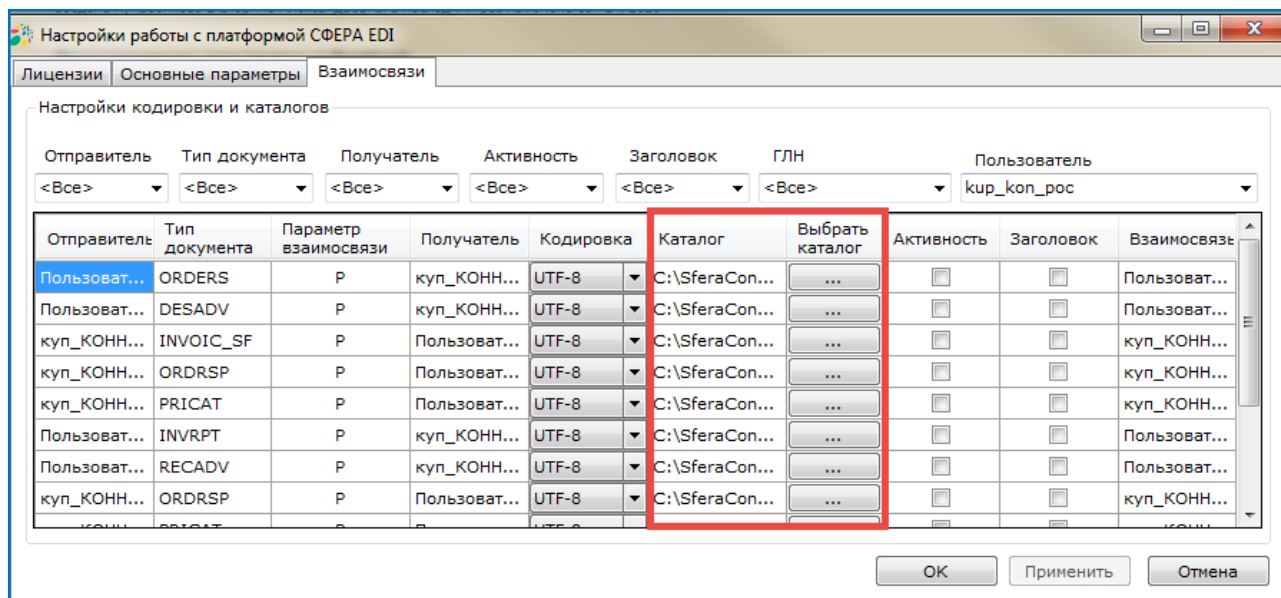 Настройки работы с платформой СФЕРА EDI
Лицензии Основные параметры Взаимосвязи
Настройки кодировки и каталогов
Отправитель Тип документа Получатель Активность Заголовок ГЛН Пользователь
<Все> <Все> <Все> <Все> <Все> <Все> kup_kon_poc
Отправитель Тип документа Параметр взаимосвязи Получатель Кодировка Каталог Выбрать каталог Активность Заголовок Взаимосвязь
Пользоват... ORDERS P куп_КОНН... UTF-8 C:\SferaCon... ... Пользоват...
Пользоват... DESADV P куп_КОНН... UTF-8 C:\SferaCon... ... Пользоват...
куп_КОНН... INVOIC_SF P Пользоват... UTF-8 C:\SferaCon... ... куп_КОНН...
куп_КОНН... ORDRSP P Пользоват... UTF-8 C:\SferaCon... ... куп_КОНН...
куп_КОНН... PRICAT P Пользоват... UTF-8 C:\SferaCon... ... куп_КОНН...
Пользоват... INVRPT P куп_КОНН... UTF-8 C:\SferaCon... ... Пользоват...
Пользоват... RECADV P куп_КОНН... UTF-8 C:\SferaCon... ... Пользоват...
куп_КОНН... ORDRSP P Пользоват... UTF-8 C:\SferaCon... ... куп_КОНН...
OK Применить Отмена